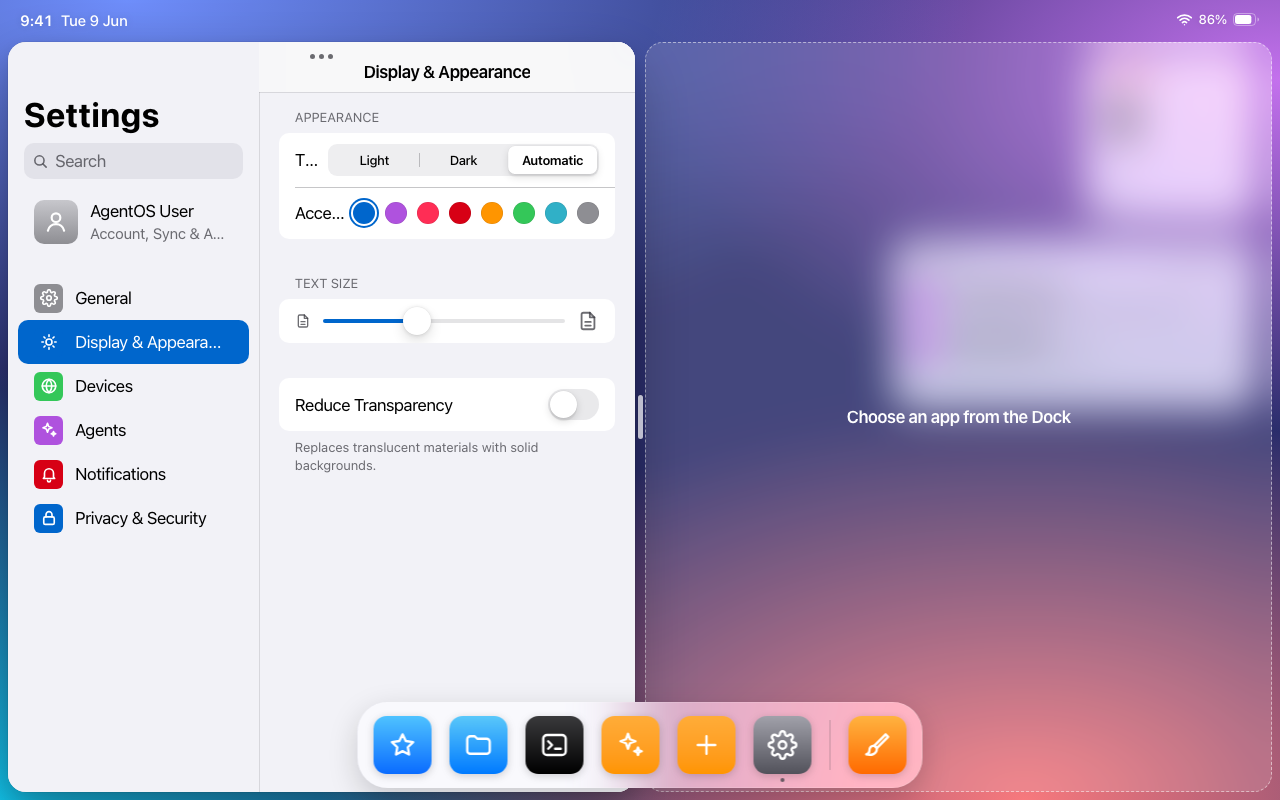 9:41 Tue 9 Jun
86%
Settings
Search
AgentOS User
Account, Sync & A...
General
Display & Appeara...
Devices
Agents
Notifications
Privacy & Security
Display & Appearance
APPEARANCE
T... Light Dark Automatic
Acce...
TEXT SIZE
Reduce Transparency
Replaces translucent materials with solid
backgrounds.
Choose an app from the Dock